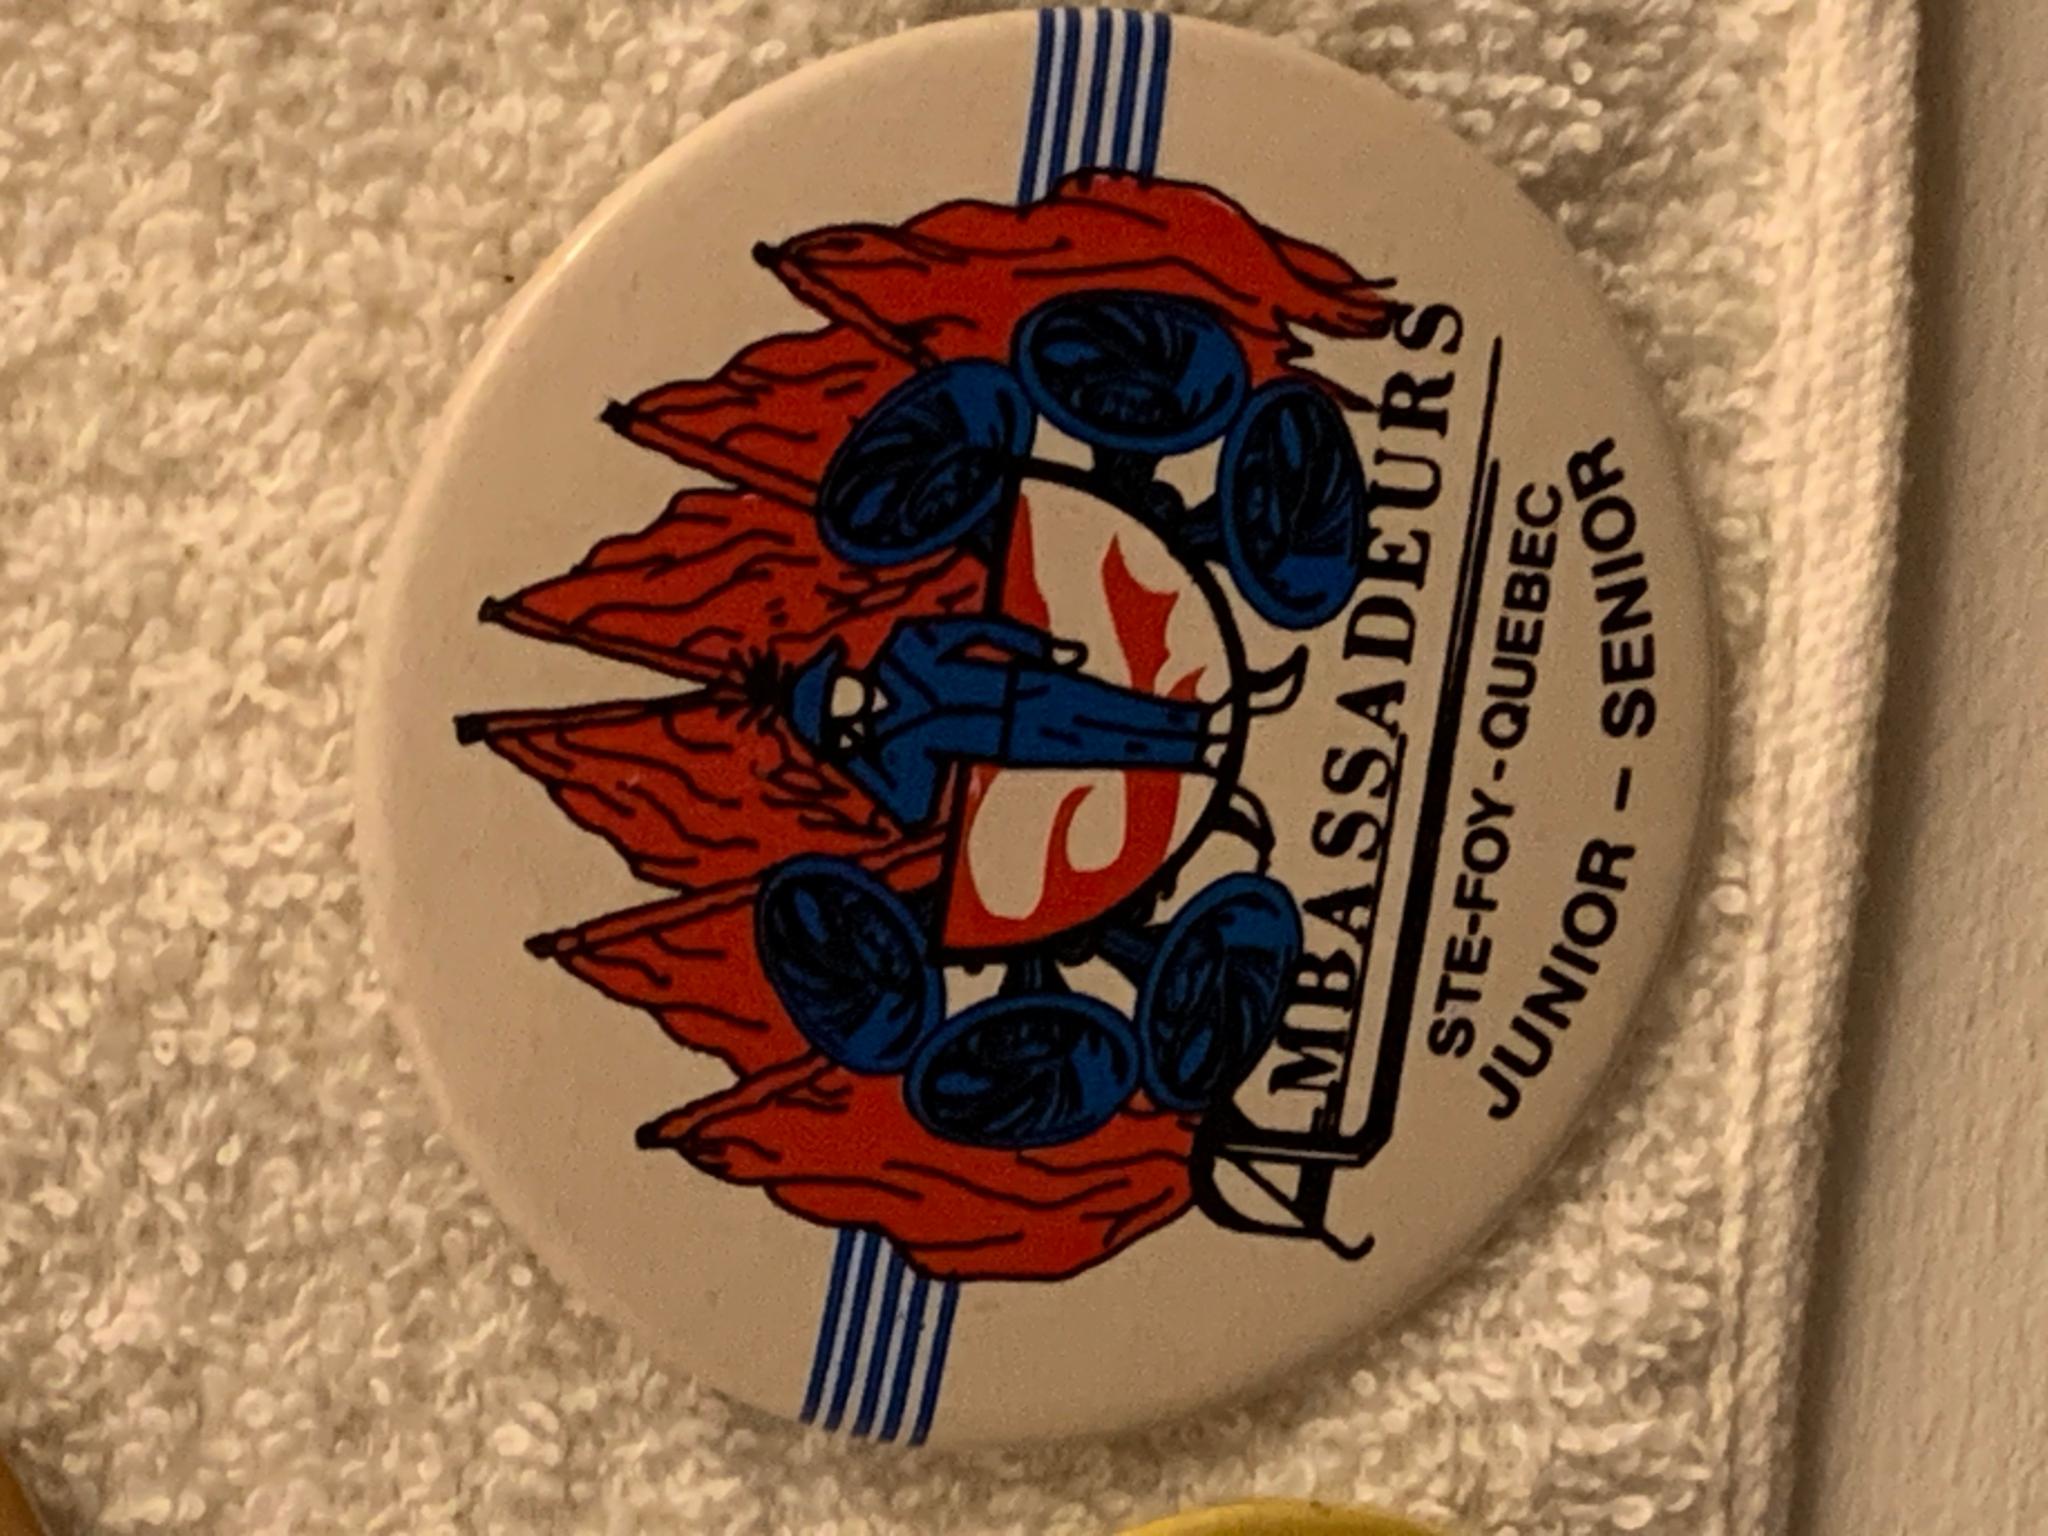 AMBASSADEURS
STE-FOY-QUEBEC
JUNIOR – SENIOR